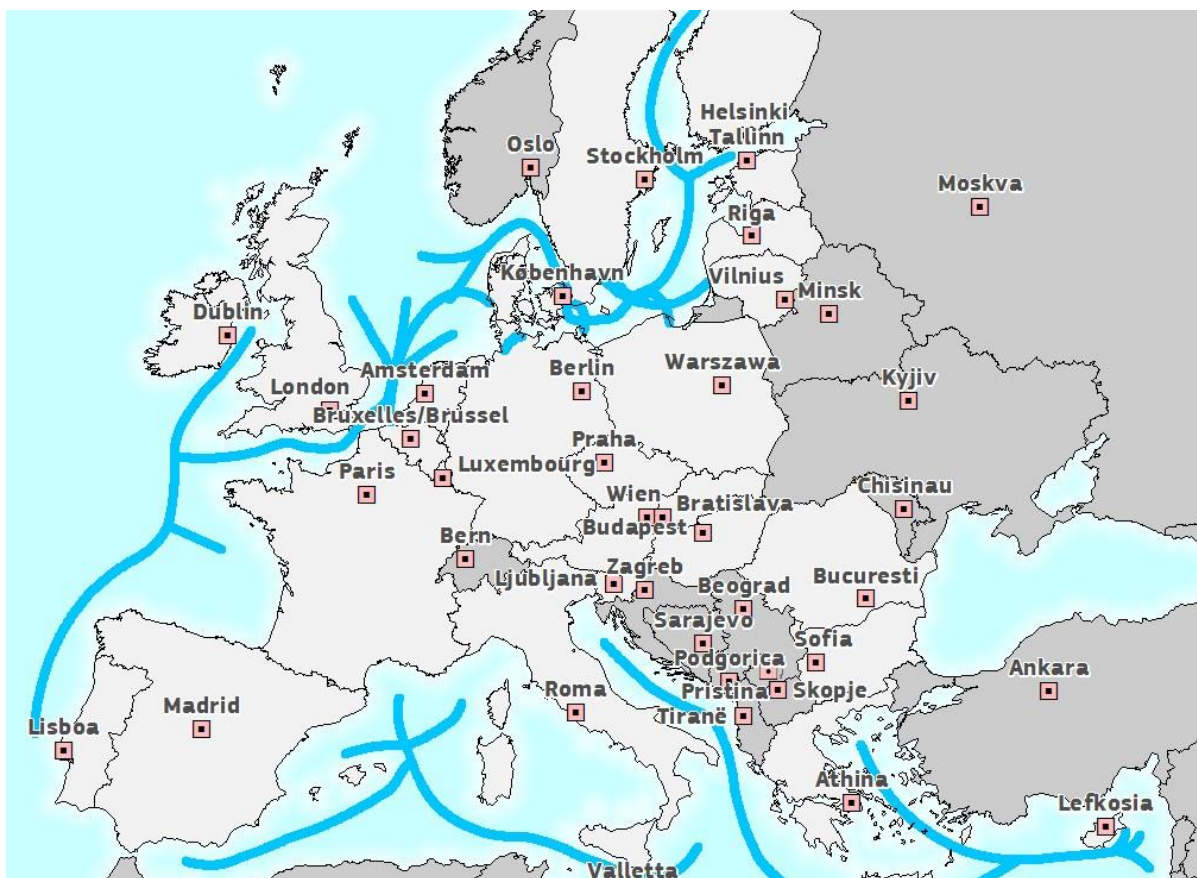 Helsinki
Tallinn
Oslo
Stockholm
Moskva
Riga
København
Vilnius
Minsk
Dublin
Amsterdam
Berlin
Warszawa
London
Kyjiv
Bruxelles/Brussel
Praha
Paris
Luxembourg
Chisinau
Wien
Bratislava
Budapest
Bern
Ljubljana
Zagreb
Beograd
Bucuresti
Sarajevo
Sofia
Podgorica
Ankara
Roma
Pristina
Skopje
Madrid
Tiranë
Lisboa
Athina
Lefkosia
Valletta